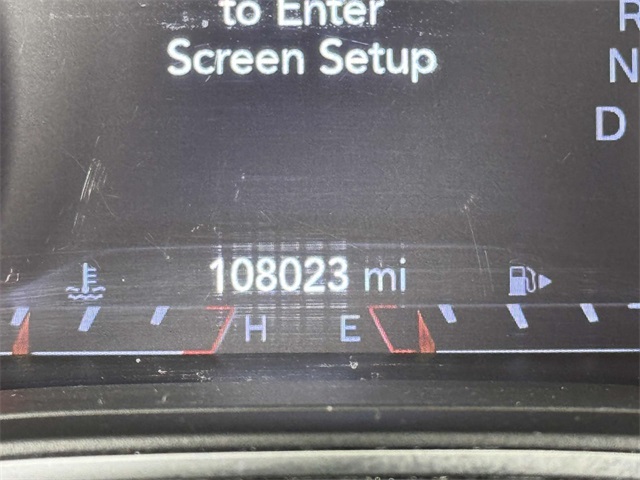 to Enter
Screen Setup
R
N
D
108023 mi
H E